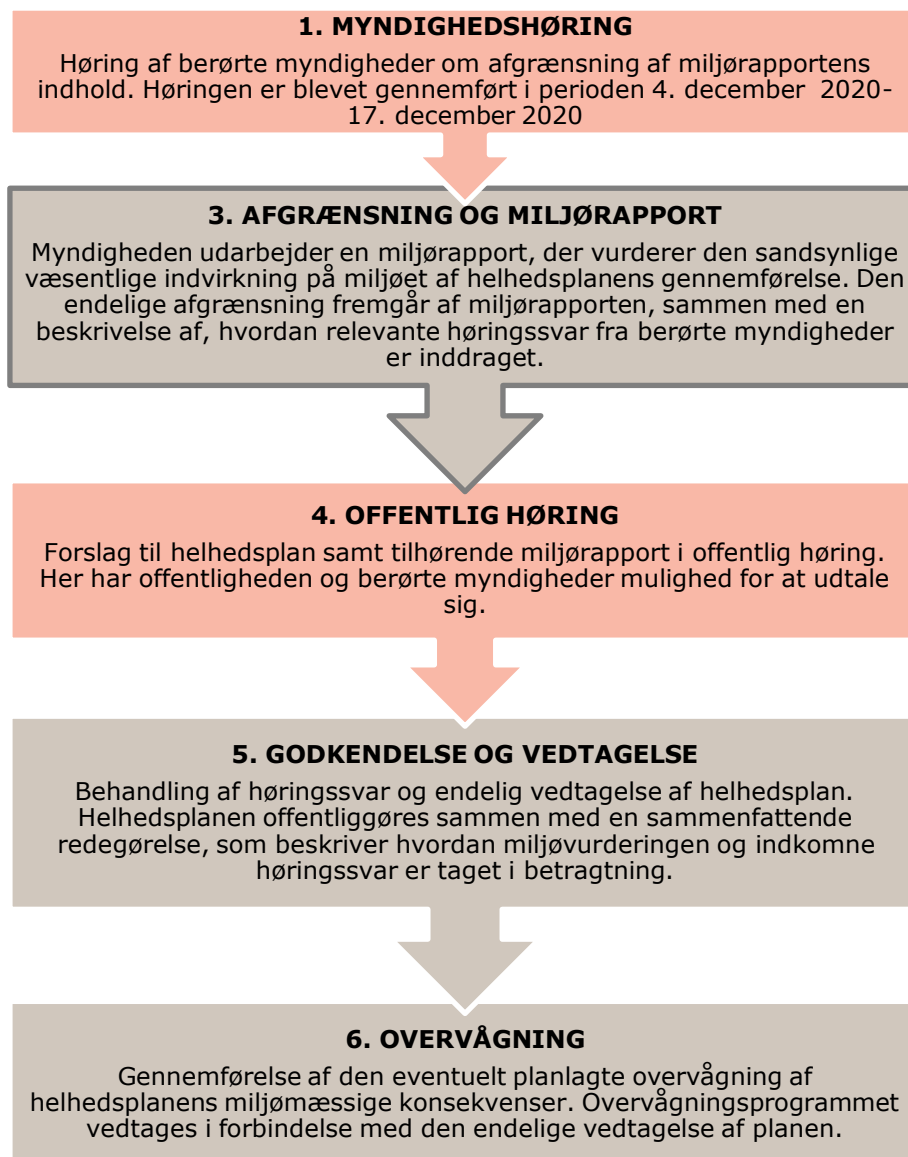 1. MYNDIGHEDSHØRING
Høring af berørte myndigheder om afgrænsning af miljørapportens
indhold. Høringen er blevet gennemført i perioden 4. december 2020-
17. december 2020
3. AFGRÆNSNING OG MILJØRAPPORT
Myndigheden udarbejder en miljørapport, der vurderer den sandsynlige
væsentlige indvirkning på miljøet af helhedsplanens gennemførelse. Den
endelige afgrænsning fremgår af miljørapporten, sammen med en
beskrivelse af, hvordan relevante høringssvar fra berørte myndigheder
er inddraget.
4. OFFENTLIG HØRING
Forslag til helhedsplan samt tilhørende miljørapport i offentlig høring.
Her har offentligheden og berørte myndigheder mulighed for at udtale
sig.
5. GODKENDELSE OG VEDTAGELSE
Behandling af høringssvar og endelig vedtagelse af helhedsplan.
Helhedsplanen offentliggøres sammen med en sammenfattende
redegørelse, som beskriver hvordan miljøvurderingen og indkomne
høringssvar er taget i betragtning.
6. OVERVÅGNING
Gennemførelse af den eventuelt planlagte overvågning af
helhedsplanens miljømæssige konsekvenser. Overvågningsprogrammet
vedtages i forbindelse med den endelige vedtagelse af planen.